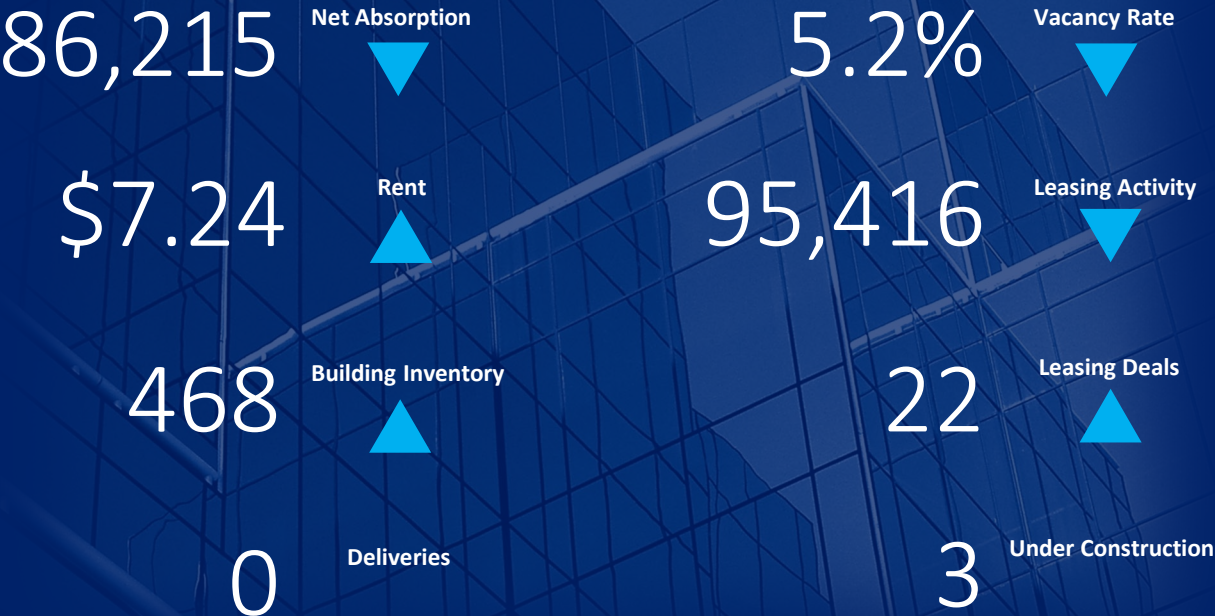 86,215
Net Absorption
5.2%
Vacancy Rate
$7.24
Rent
95,416
Leasing Activity
468
Building Inventory
22
Leasing Deals
0
Deliveries
3
Under Construction